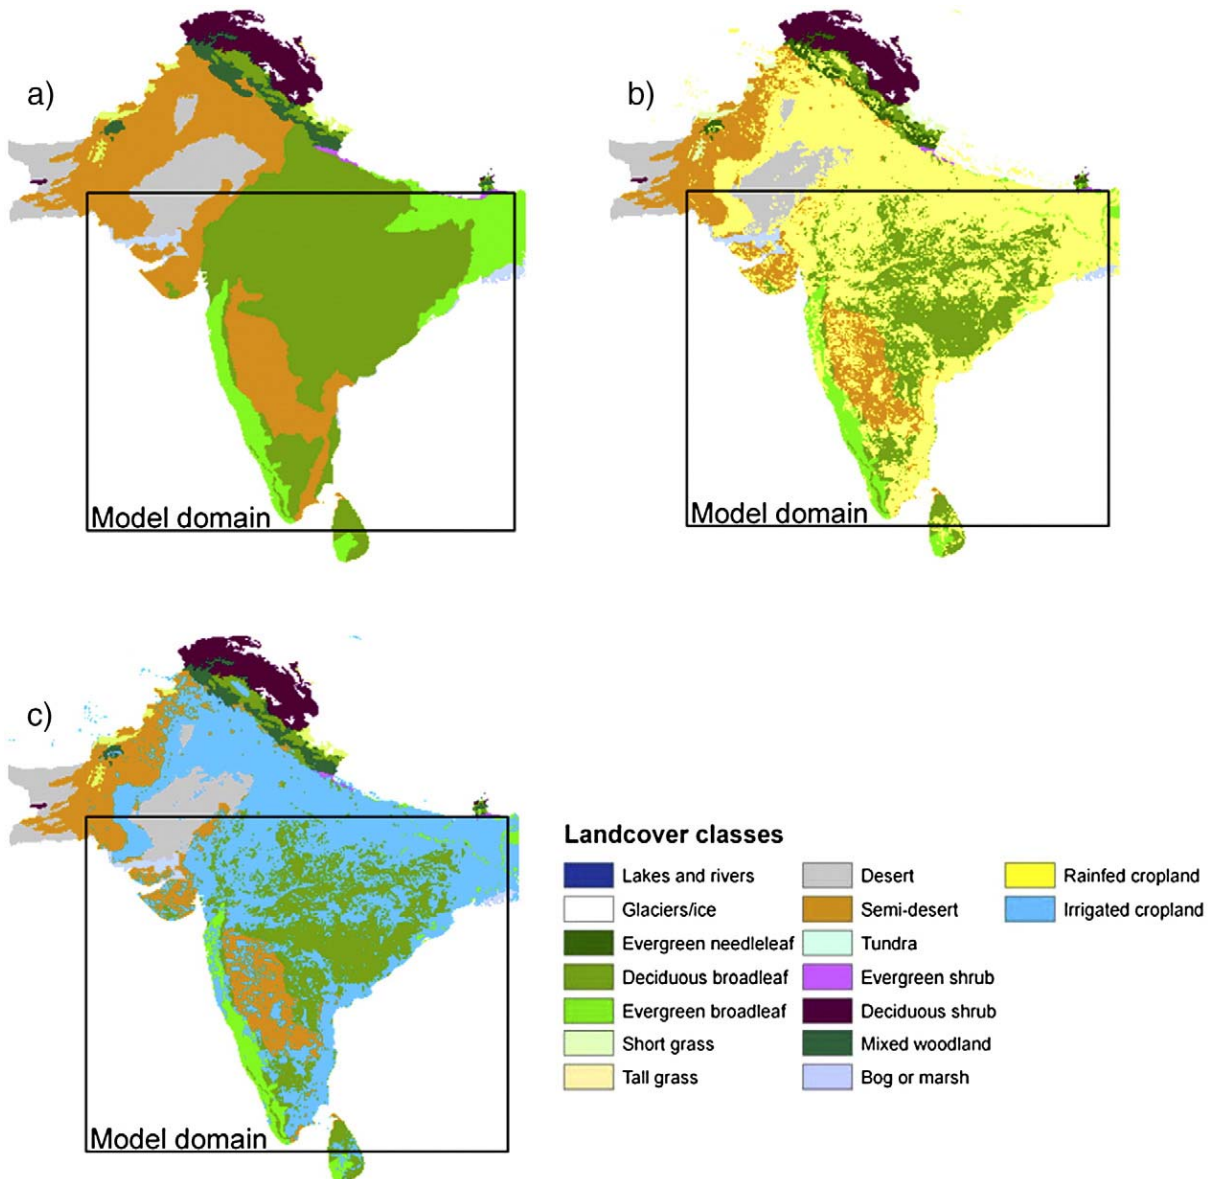 a)
b)
Model domain
Model domain
c)
Model domain
Landcover classes
Lakes and rivers
Glaciers/ice
Evergreen needleleaf
Deciduous broadleaf
Evergreen broadleaf
Short grass
Tall grass
Desert
Semi-desert
Tundra
Evergreen shrub
Deciduous shrub
Mixed woodland
Bog or marsh
Rainfed cropland
Irrigated cropland